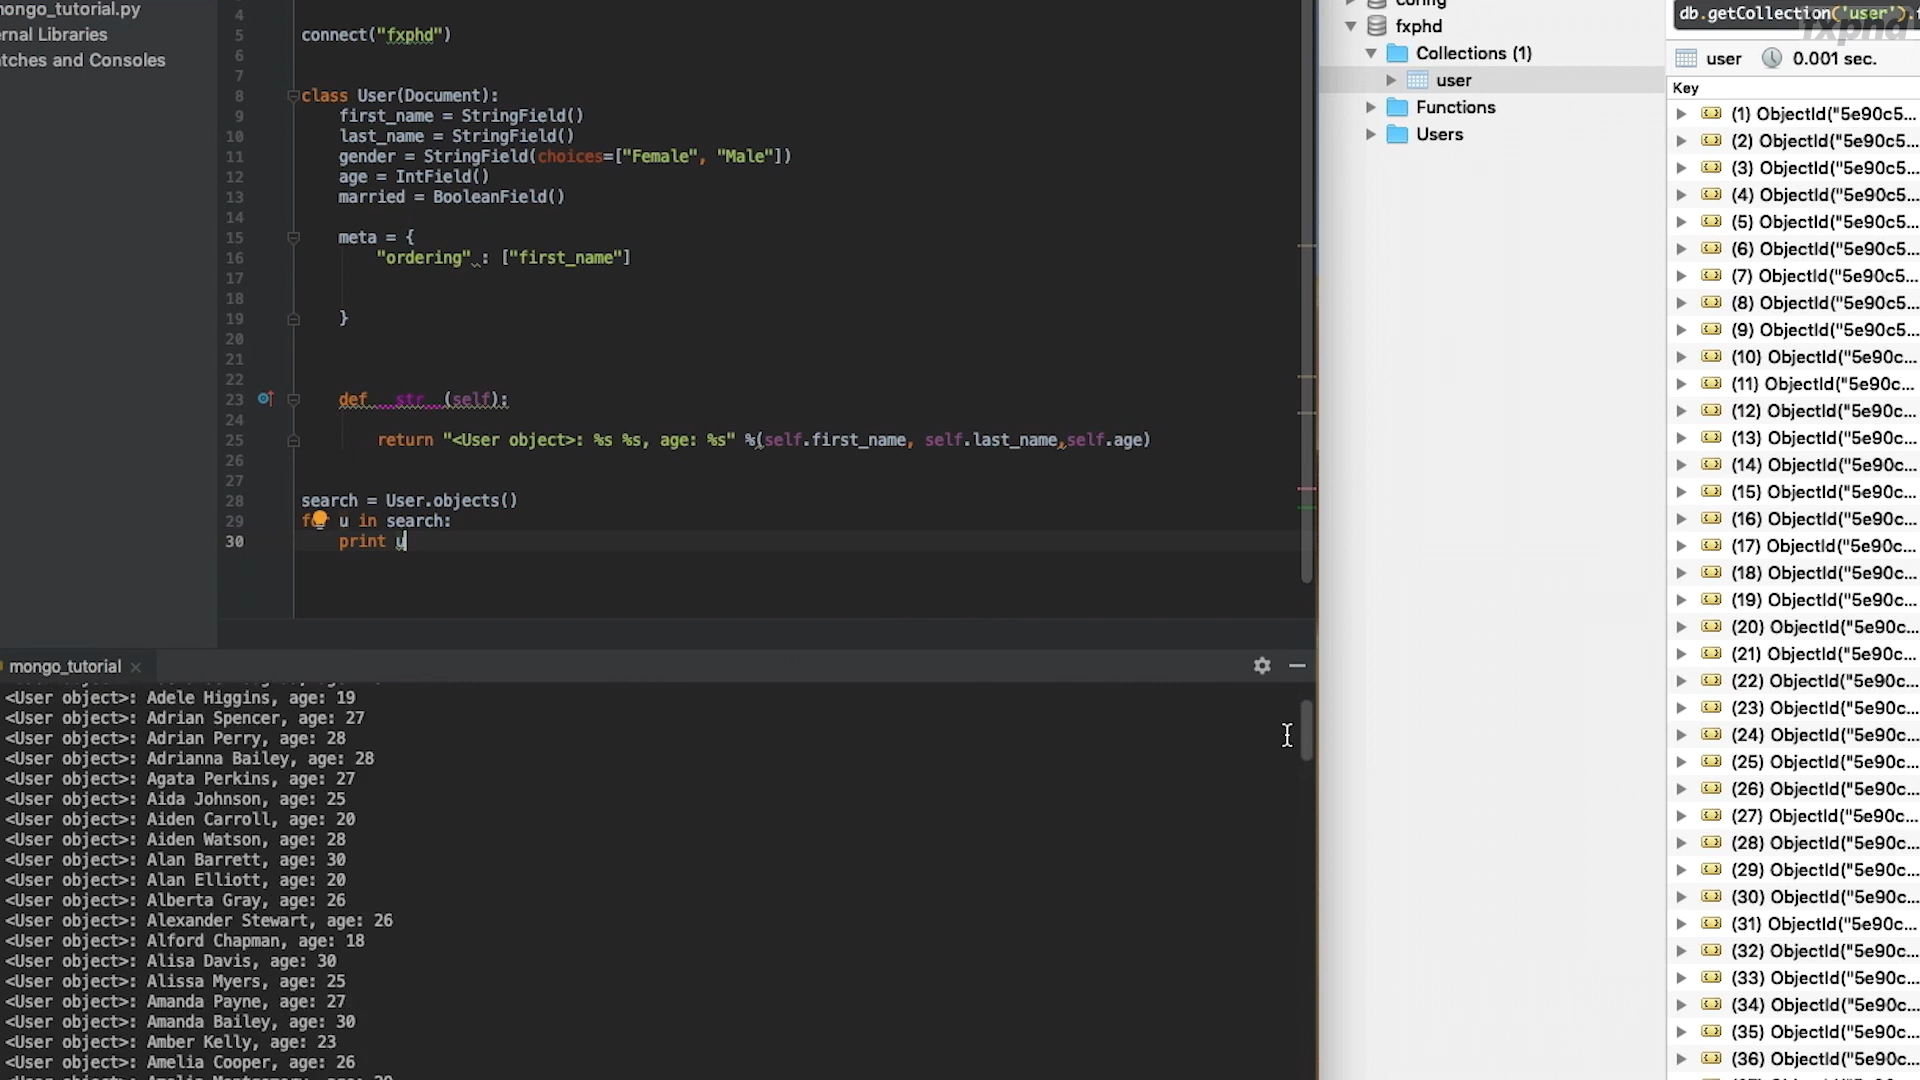 ongo_tutorial.py
rnal Libraries
tches and Consoles
4
5 connect("fxphd")
6
7
8 class User(Document):
9 first_name = StringField()
10 last_name = StringField()
11 gender = StringField(choices=["Female", "Male"])
12 age = IntField()
13 married = BooleanField()
14
15 meta = {
16 "ordering" : ["first_name"]
17
18
19 }
20
21
22
23 def __str__(self):
24
25 return "<User object>: %s %s, age: %s" %(self.first_name, self.last_name,self.age)
26
27
28 search = User.objects()
29 for u in search:
30 print u
mongo_tutorial
<User object>: Adele Higgins, age: 19
<User object>: Adrian Spencer, age: 27
<User object>: Adrian Perry, age: 28
<User object>: Adrianna Bailey, age: 28
<User object>: Agata Perkins, age: 27
<User object>: Aida Johnson, age: 25
<User object>: Aiden Carroll, age: 20
<User object>: Aiden Watson, age: 28
<User object>: Alan Barrett, age: 30
<User object>: Alan Elliott, age: 20
<User object>: Alberta Gray, age: 26
<User object>: Alexander Stewart, age: 26
<User object>: Alford Chapman, age: 18
<User object>: Alisa Davis, age: 30
<User object>: Alissa Myers, age: 25
<User object>: Amanda Payne, age: 27
<User object>: Amanda Bailey, age: 30
<User object>: Amber Kelly, age: 23
<User object>: Amelia Cooper, age: 26
config
fxphd
Collections (1)
user
Functions
Users
db.getCollection('user').f
fxphd
user 0.001 sec.
Key
(1) ObjectId("5e90c5...
(2) ObjectId("5e90c5...
(3) ObjectId("5e90c5...
(4) ObjectId("5e90c5...
(5) ObjectId("5e90c5...
(6) ObjectId("5e90c5...
(7) ObjectId("5e90c5...
(8) ObjectId("5e90c5...
(9) ObjectId("5e90c5...
(10) ObjectId("5e90c...
(11) ObjectId("5e90c...
(12) ObjectId("5e90c...
(13) ObjectId("5e90c...
(14) ObjectId("5e90c...
(15) ObjectId("5e90c...
(16) ObjectId("5e90c...
(17) ObjectId("5e90c...
(18) ObjectId("5e90c...
(19) ObjectId("5e90c...
(20) ObjectId("5e90c...
(21) ObjectId("5e90c...
(22) ObjectId("5e90c...
(23) ObjectId("5e90c...
(24) ObjectId("5e90c...
(25) ObjectId("5e90c...
(26) ObjectId("5e90c...
(27) ObjectId("5e90c...
(28) ObjectId("5e90c...
(29) ObjectId("5e90c...
(30) ObjectId("5e90c...
(31) ObjectId("5e90c...
(32) ObjectId("5e90c...
(33) ObjectId("5e90c...
(34) ObjectId("5e90c...
(35) ObjectId("5e90c...
(36) ObjectId("5e90c...